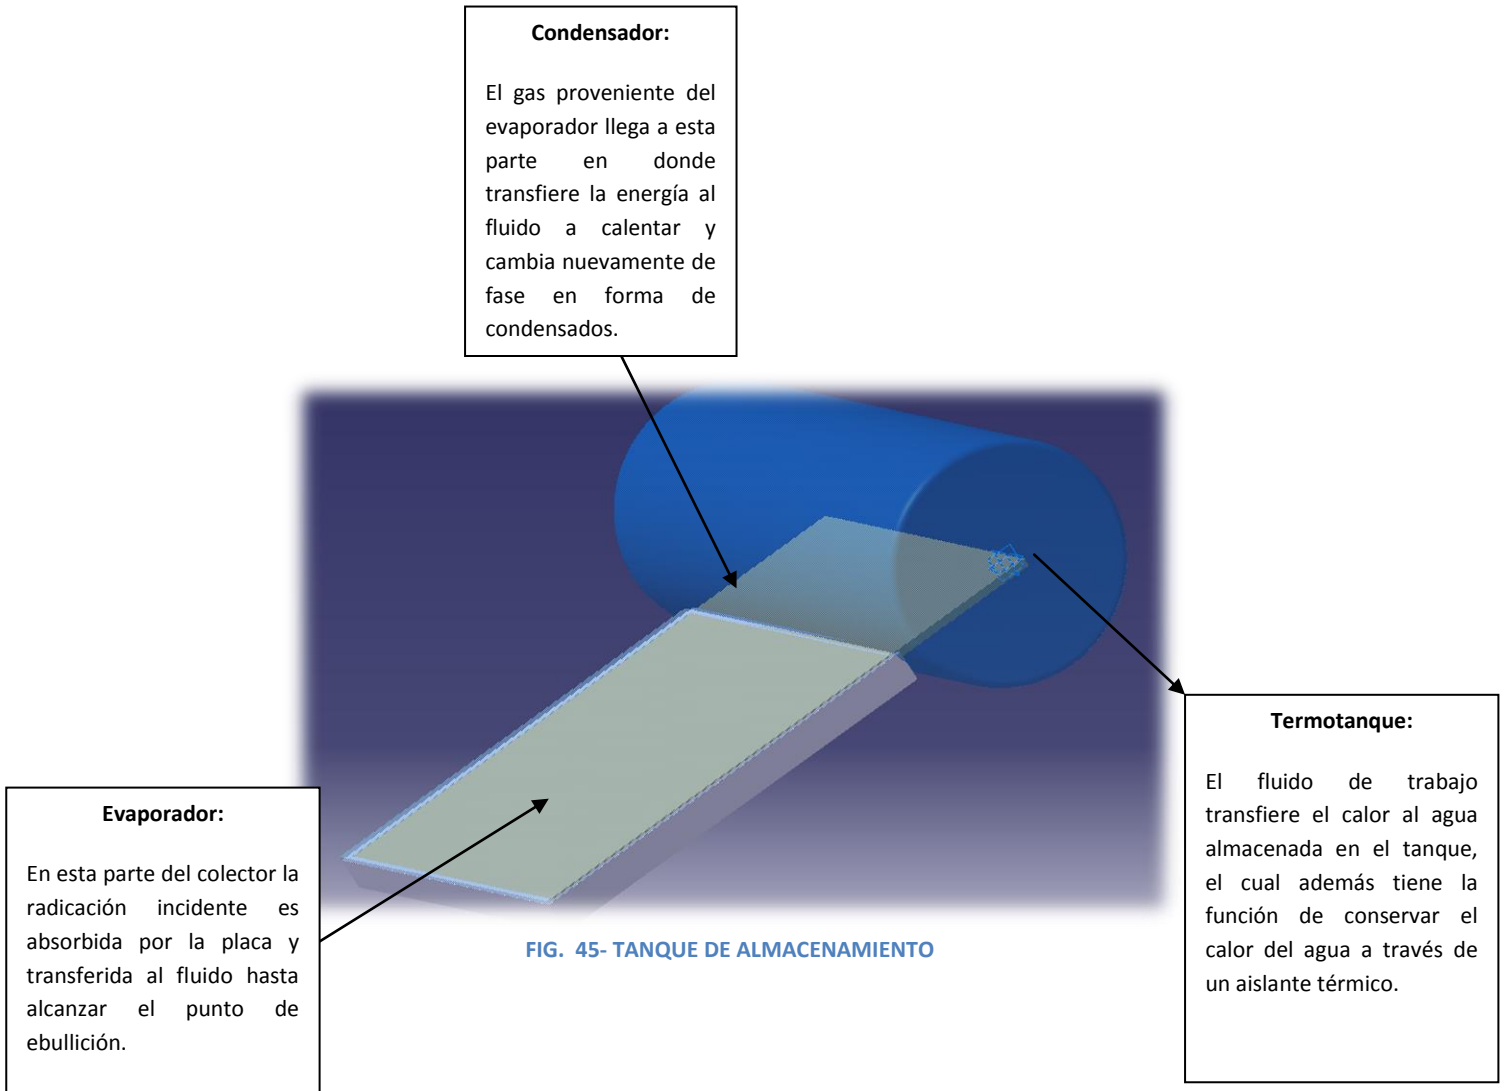 Condensador:
El gas proveniente del
evaporador llega a esta
parte en donde
transfiere la energía al
fluido a calentar y
cambia nuevamente de
fase en forma de
condensados.
Termotanque:
El fluido de trabajo
transfiere el calor al agua
almacenada en el tanque,
el cual además tiene la
función de conservar el
calor del agua a través de
un aislante térmico.
Evaporador:
En esta parte del colector la
radicación incidente es
absorbida por la placa y
transferida al fluido hasta
alcanzar el punto de
ebullición.
FIG. 45- TANQUE DE ALMACENAMIENTO